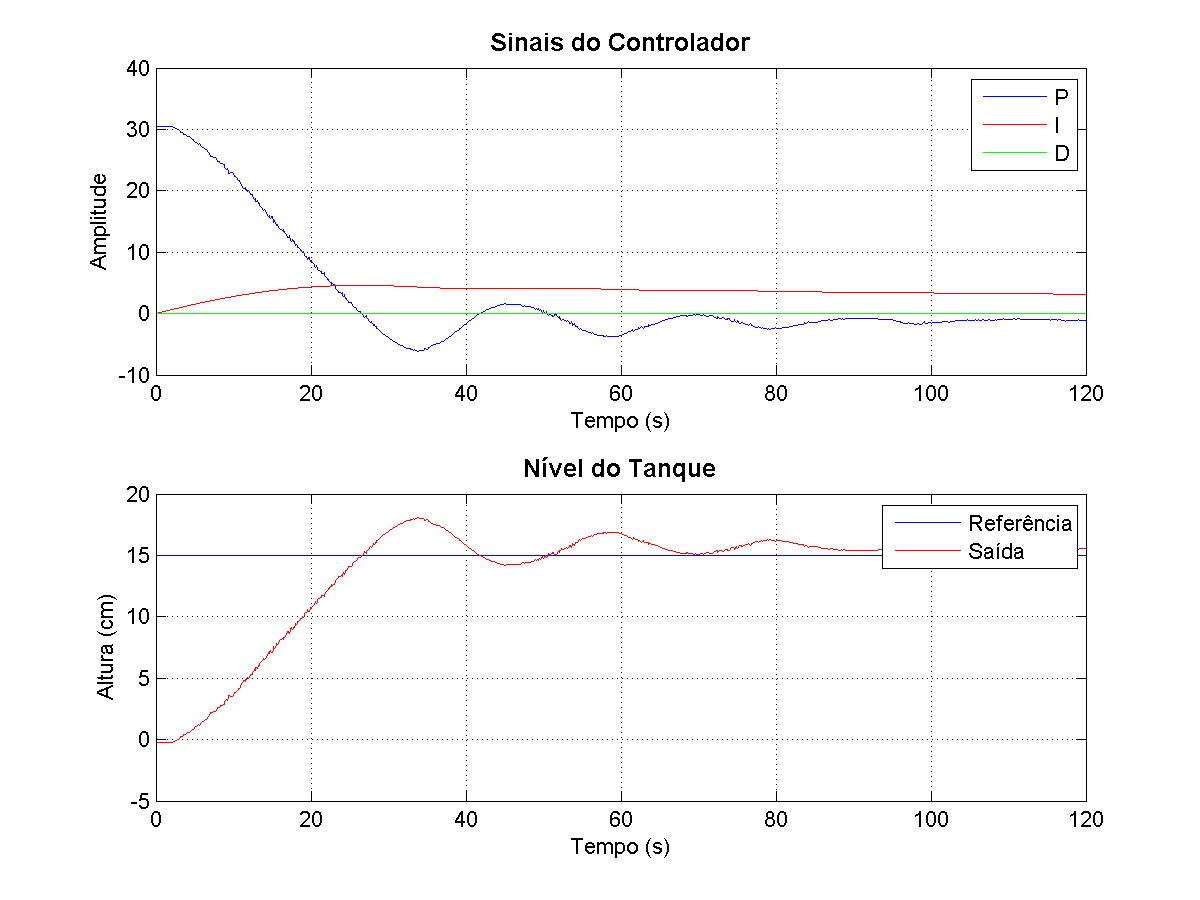 Sinais do Controlador
40
30
20
10
0
-10
Amplitude
P
I
D
0 20 40 60 80 100 120
Tempo (s)
Nível do Tanque
20
15
10
5
0
-5
Altura (cm)
Referência
Saída
0 20 40 60 80 100 120
Tempo (s)